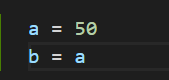 a = 50
b = a